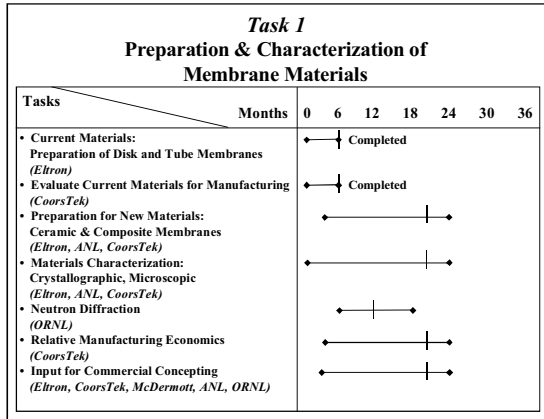 Task 1
Preparation & Characterization of
Membrane Materials
Tasks
Months 0 6 12 18 24 30 36
• Current Materials: Completed
Preparation of Disk and Tube Membranes
(Eltron)
• Evaluate Current Materials for Manufacturing Completed
(CoorsTek)
• Preparation for New Materials:
Ceramic & Composite Membranes
(Eltron, ANL, CoorsTek)
• Materials Characterization:
Crystallographic, Microscopic
(Eltron, ANL, CoorsTek)
• Neutron Diffraction
(ORNL)
• Relative Manufacturing Economics
(CoorsTek)
• Input for Commercial Concepting
(Eltron, CoorsTek, McDermott, ANL, ORNL)